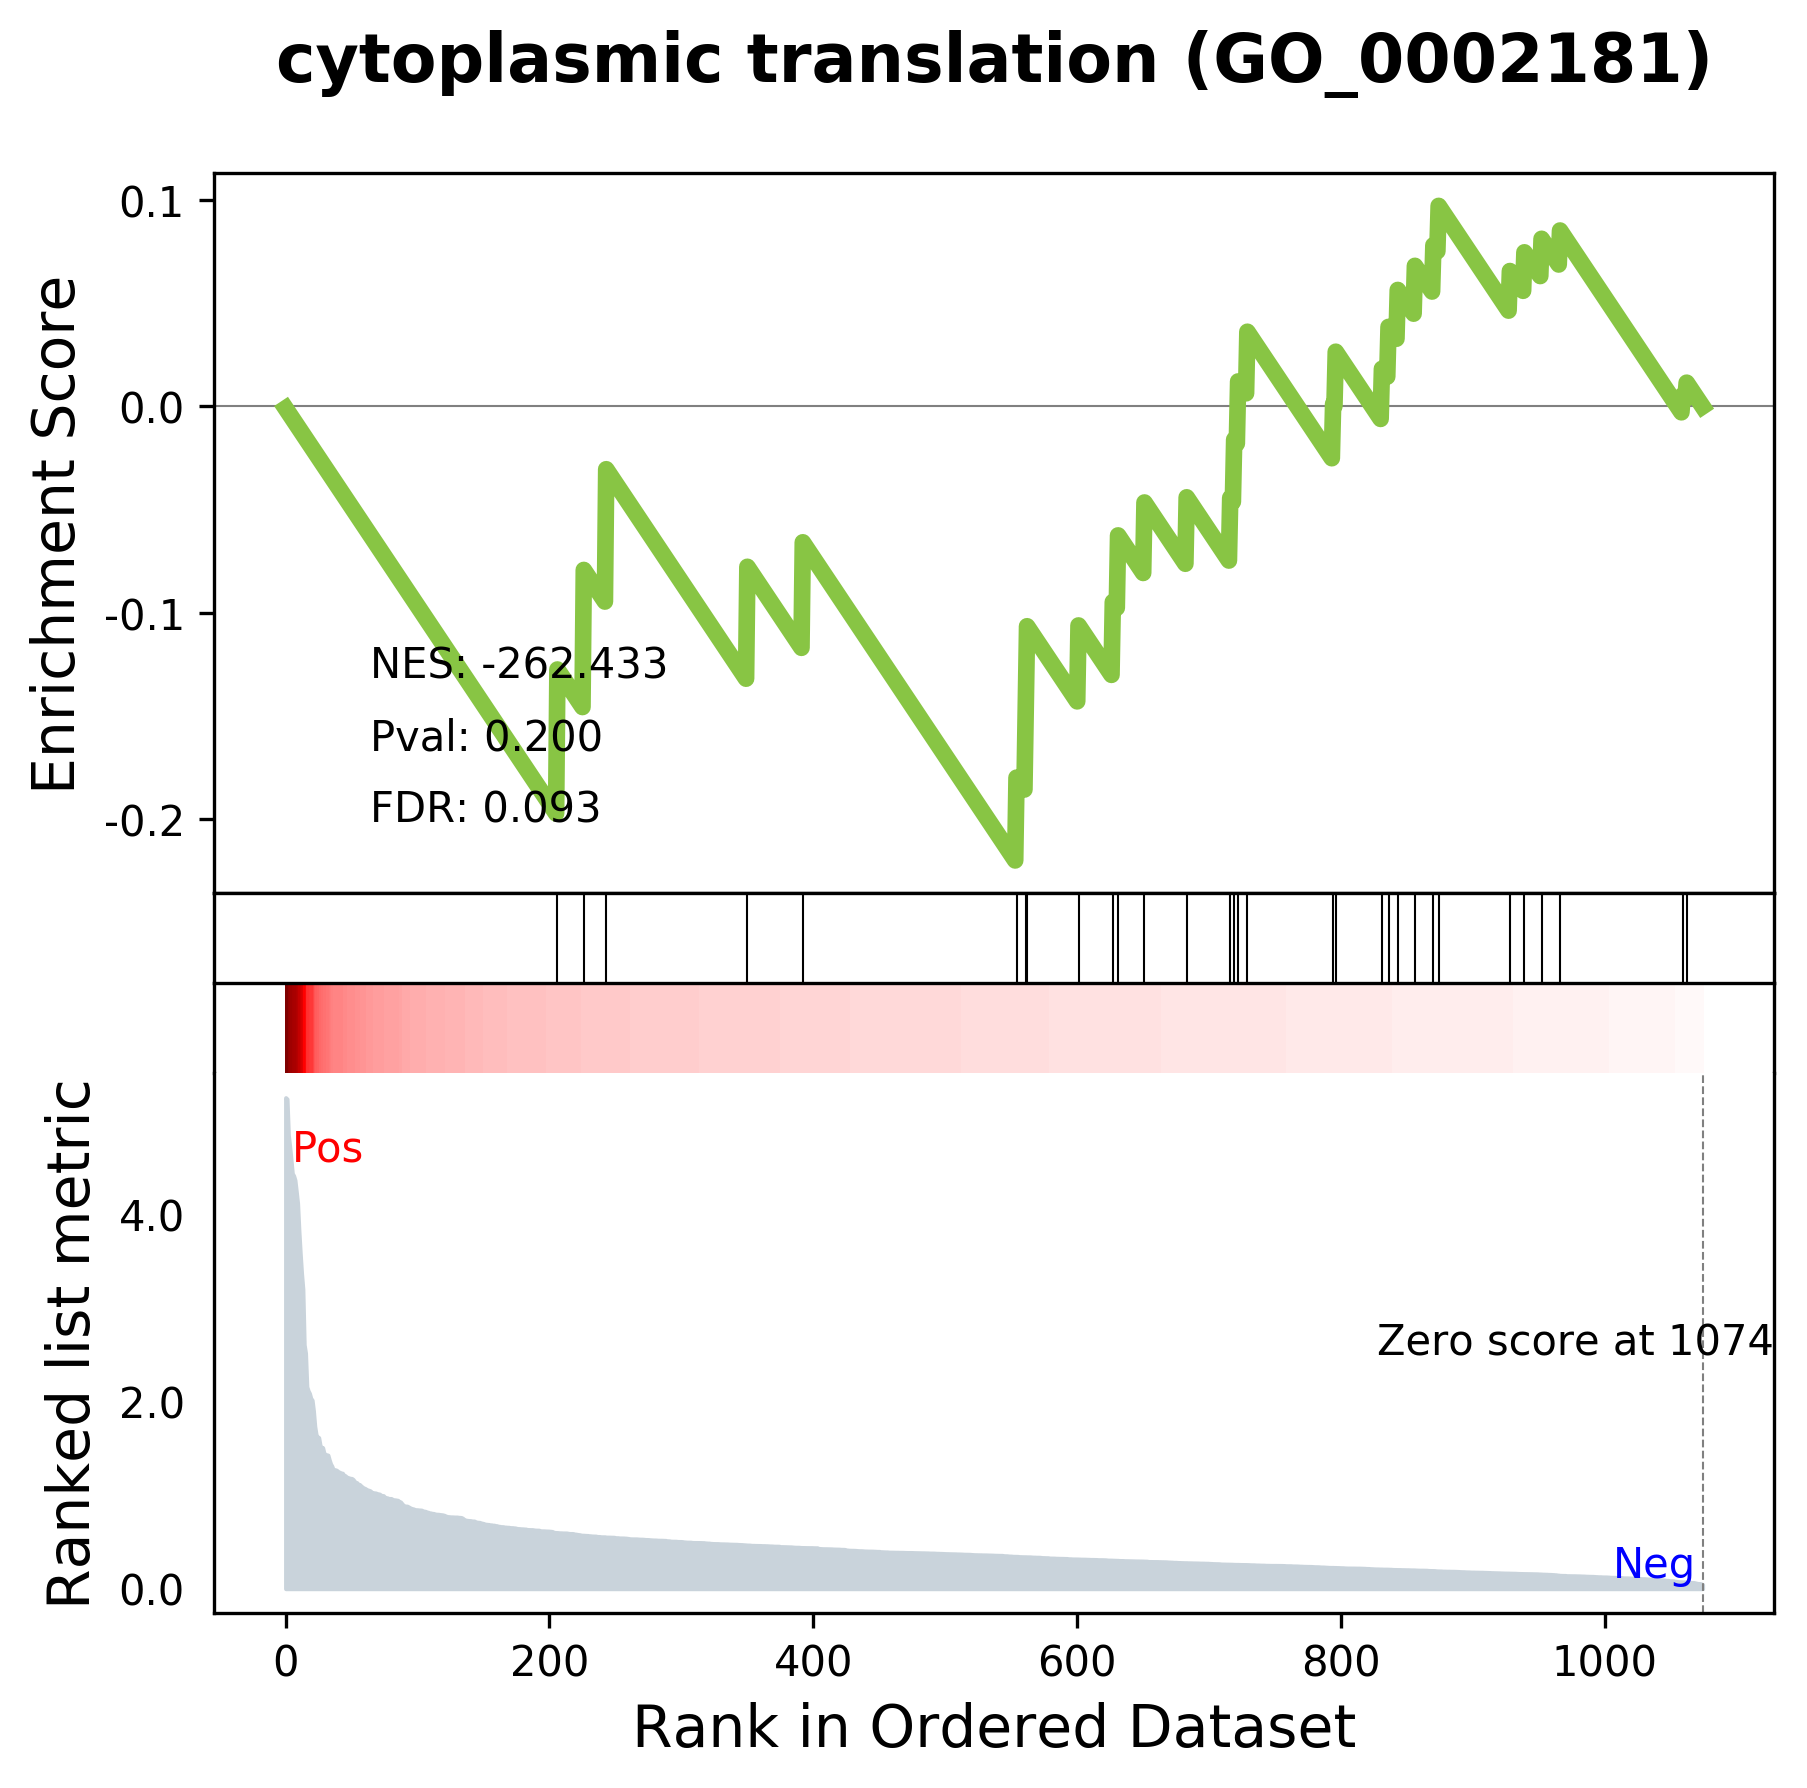 cytoplasmic translation (GO_0002181)
Enrichment Score
0.1
0.0
-0.1
-0.2
NES: -262.433
Pval: 0.200
FDR: 0.093
Ranked list metric
Pos
4.0
2.0
0.0
Zero score at 1074
Neg
0 200 400 600 800 1000
Rank in Ordered Dataset